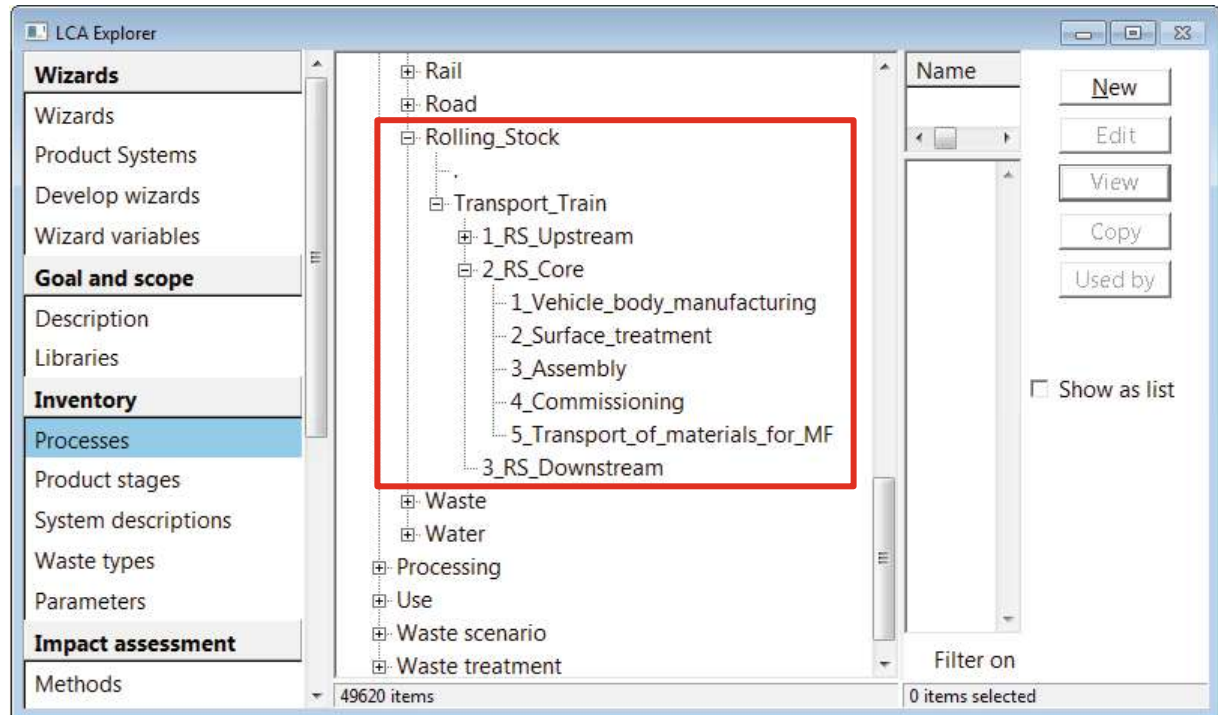 LCA Explorer
Wizards
Wizards
Product Systems
Develop wizards
Wizard variables
Goal and scope
Description
Libraries
Inventory
Processes
Product stages
System descriptions
Waste types
Parameters
Impact assessment
Methods
Rail
Road
Rolling_Stock
.
Transport_Train
1_RS_Upstream
2_RS_Core
1_Vehicle_body_manufacturing
2_Surface_treatment
3_Assembly
4_Commissioning
5_Transport_of_materials_for_MF
3_RS_Downstream
Waste
Water
Processing
Use
Waste scenario
Waste treatment
49620 items
Name
Filter on
0 items selected
New
Edit
View
Copy
Used by
Show as list